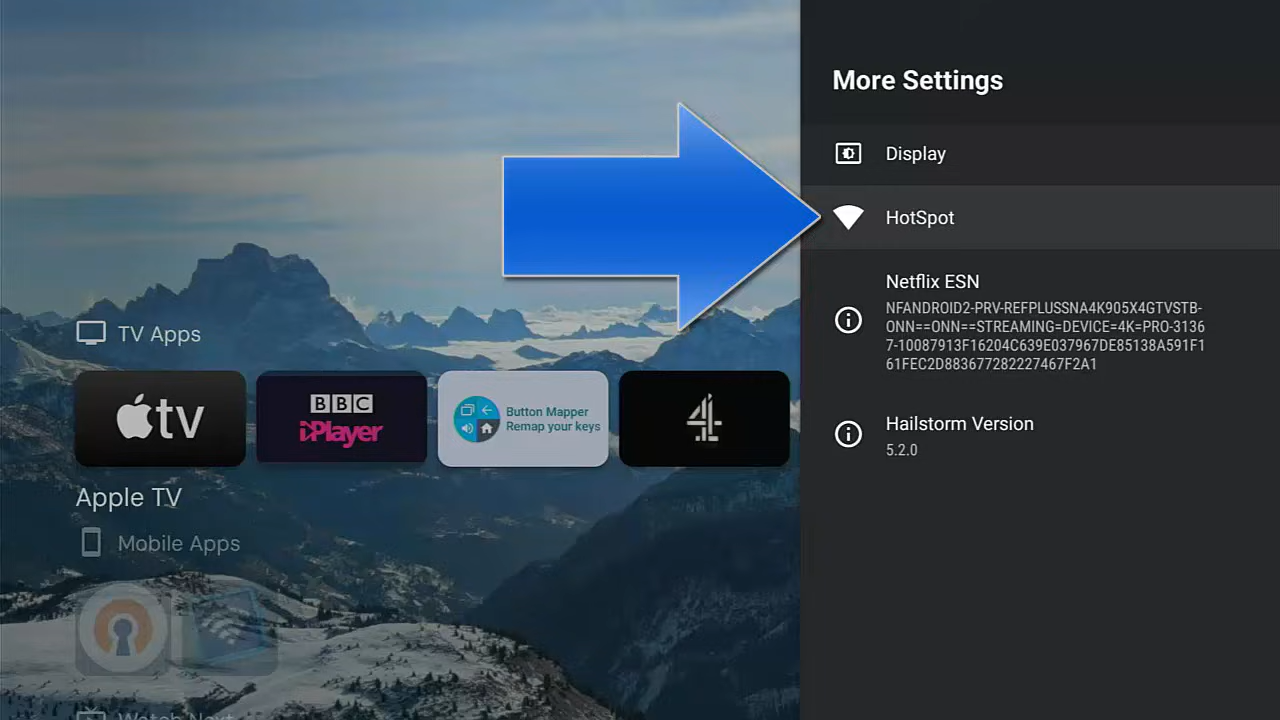 More Settings
Display
HotSpot
Netflix ESN
NFANDROID2-PRV-REFPLUSSNA4K905X4GTVSTB-
ONN==ONN==STREAMING=DEVICE=4K=PRO-3136
7-10087913F16204C639E037967DE85138A591F1
61FEC2D883677282227467F2A1
Hailstorm Version
5.2.0
TV Apps
tv
BBC
iPLAYER
Button Mapper
Remap your keys
4
Apple TV
Mobile Apps
Watch Next